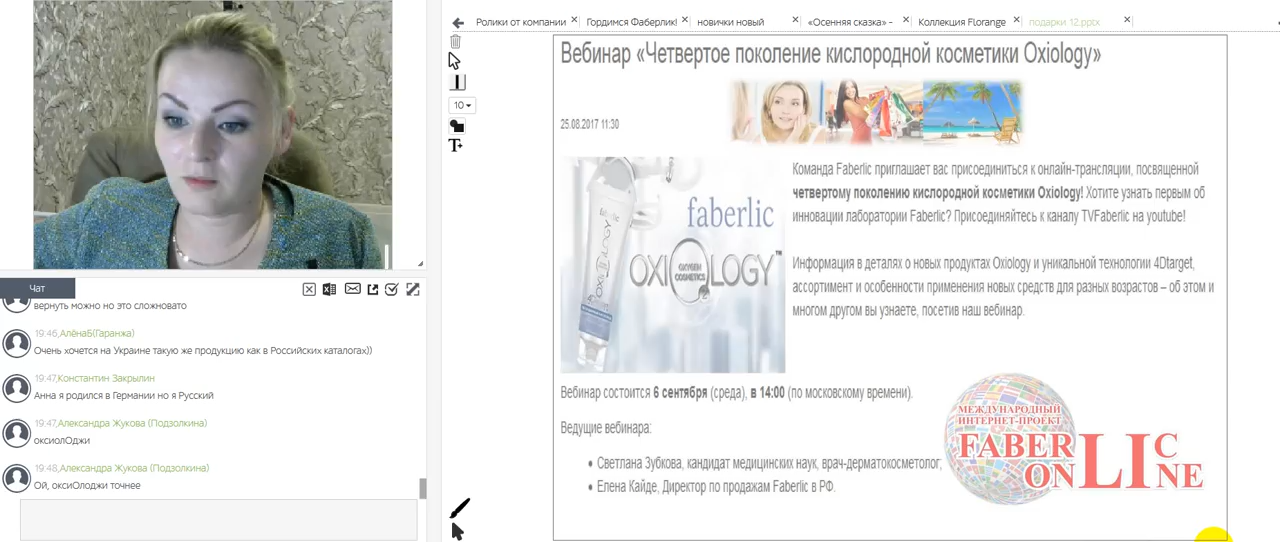 Ролики от компании
Гордимся Фаберлик!
новички новый
«Осенняя сказка» -
Коллекция Florange
подарки 12.pptx
10
T+
Вебинар «Четвертое поколение кислородной косметики Oxiology»
25.08.2017 11:30
faberlic
OXIOLOGY™
OXYGEN
COSMETICS
faberlic
OXIOLOGY
Команда Faberlic приглашает вас присоединиться к онлайн-трансляции, посвященной
четвертому поколению кислородной косметики Oxiology! Хотите узнать первым об
инновации лаборатории Faberlic? Присоединяйтесь к каналу TVFaberlic на youtube!
Информация в деталях о новых продуктах Oxiology и уникальной технологии 4Dtarget,
ассортимент и особенности применения новых средств для разных возрастов – об этом и
многом другом вы узнаете, посетив наш вебинар.
Вебинар состоится 6 сентября (среда), в 14:00 (по московскому времени).
Ведущие вебинара:
• Светлана Зубкова, кандидат медицинских наук, врач-дерматокосметолог;
• Елена Кайде, Директор по продажам Faberlic в РФ.
МЕЖДУНАРОДНЫЙ
ИНТЕРНЕТ-ПРОЕКТ
FABERLIC
ONLINE
Чат
вернуть можно но это сложновато
19:46,АлёнаБ(Гаранжа)
Очень хочется на Украине такую же продукцию как в Российских каталогах))
19:47,Константин Закрылин
Анна я родился в Германии но я Русский
19:47,Александра Жукова (Подзолкина)
оксиолОджи
19:48,Александра Жукова (Подзолкина)
Ой, оксиОлоджи точнее